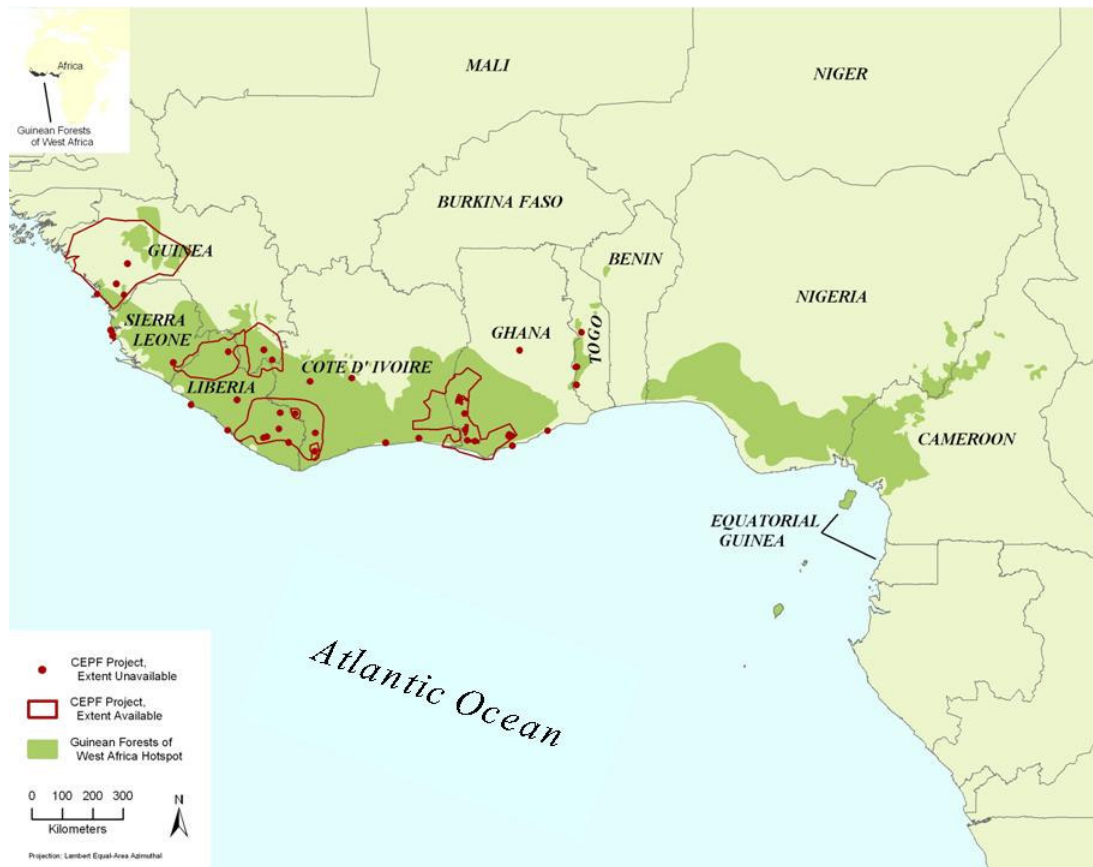 Africa
Guinean Forests
of West Africa
MALI
NIGER
BURKINA FASO
GUINEA
BENIN
NIGERIA
SIERRA
LEONE
GHANA
TOGO
COTE D' IVOIRE
LIBERIA
CAMEROON
EQUATORIAL
GUINEA
Atlantic Ocean
CEPF Project,
Extent Unavailable
CEPF Project,
Extent Available
Guinean Forests of
West Africa Hotspot
0 100 200 300
Kilometers
N
Projection: Lambert Equal-Area Azimuthal